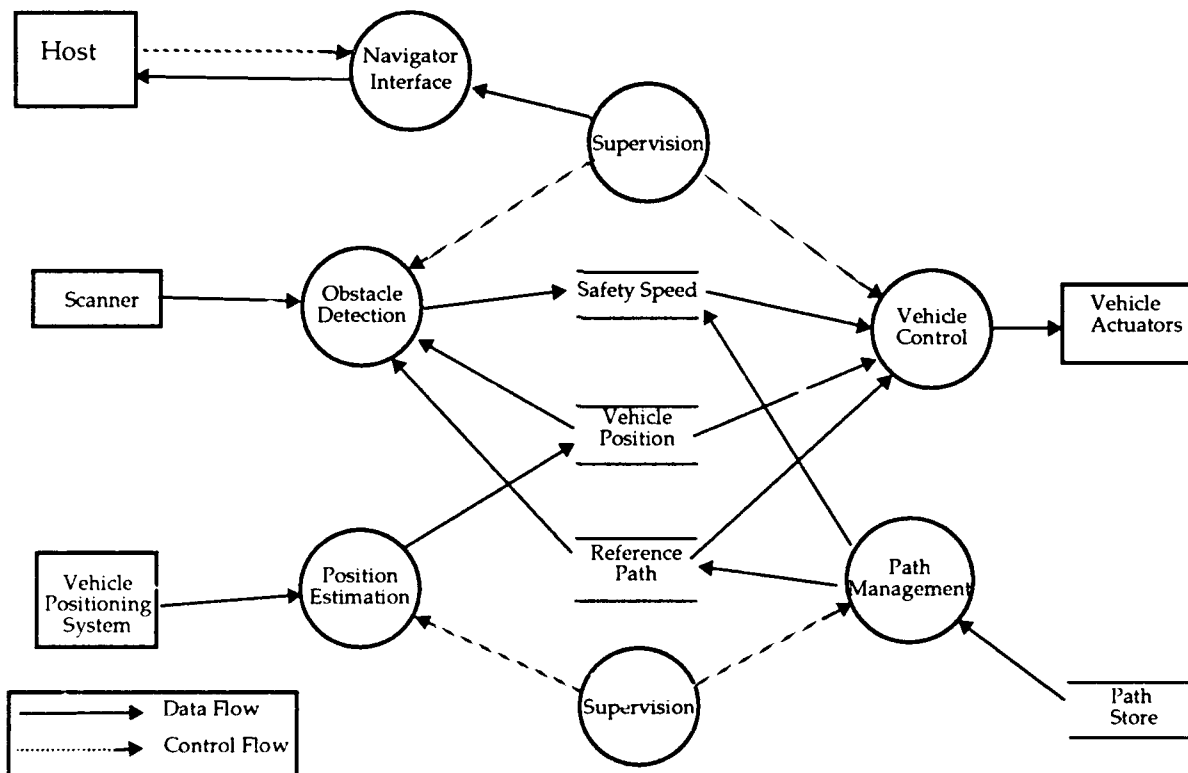 Host
Navigator
Interface
Supervision
Scanner
Obstacle
Detection
Safety Speed
Vehicle
Control
Vehicle
Actuators
Vehicle
Position
Vehicle
Positioning
System
Position
Estimation
Reference
Path
Path
Management
Supervision
Path
Store
Data Flow
Control Flow